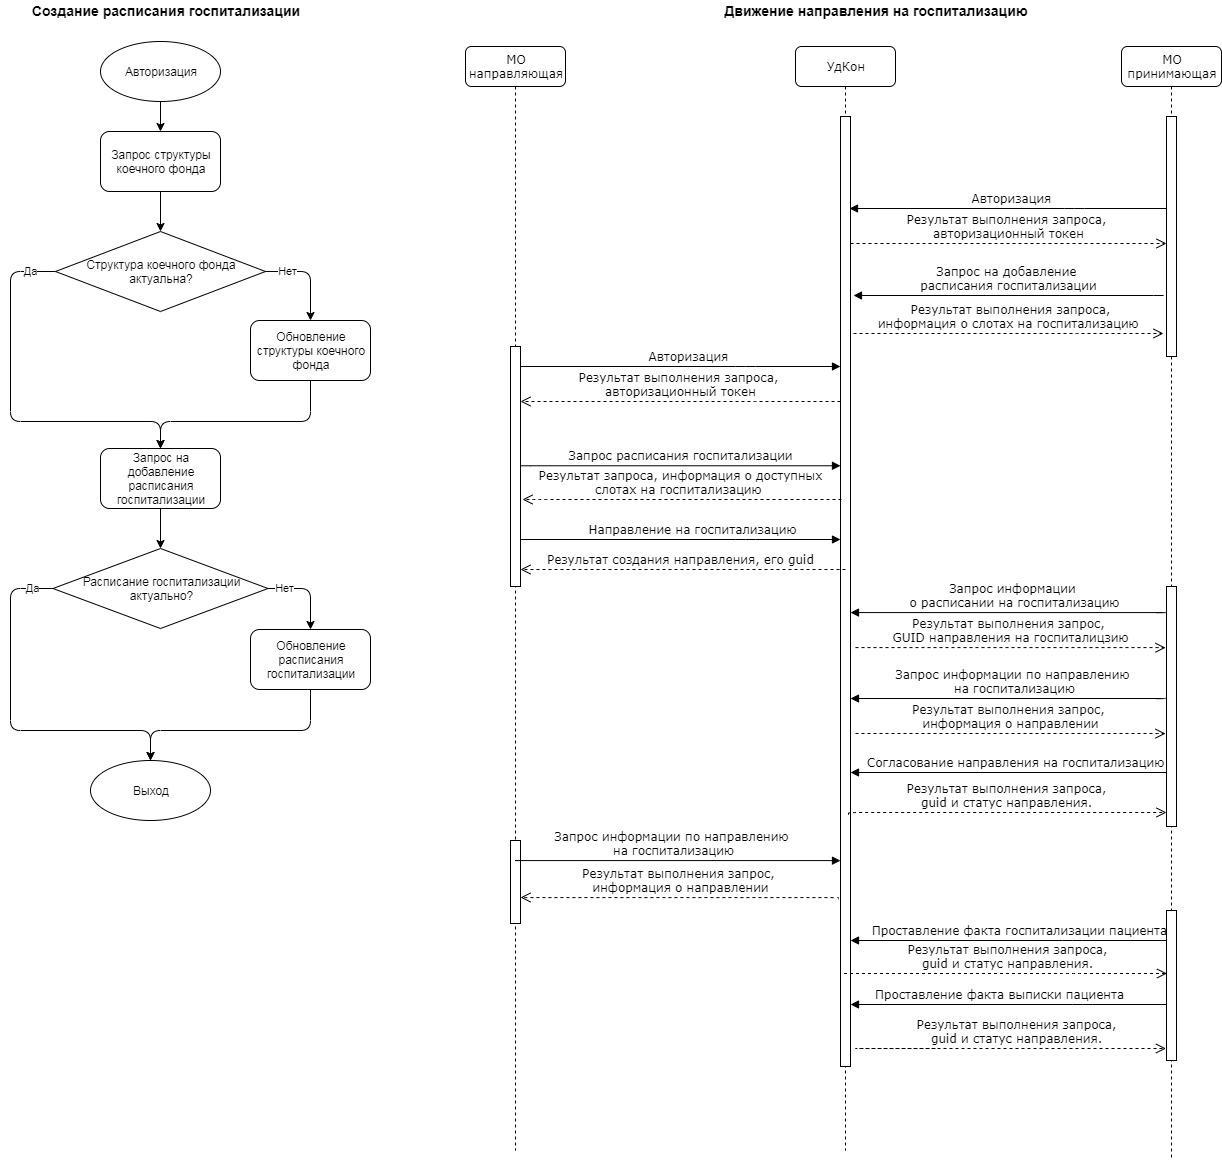 Создание расписания госпитализации
Авторизация
Запрос структуры
коечного фонда
Структура коечного фонда
актуальна?
Да
Нет
Обновление
структуры коечного
фонда
Запрос на
добавление
расписания
госпитализации
Расписание госпитализации
актуально?
Да
Нет
Обновление
расписания
госпитализации
Выход
Движение направления на госпитализацию
МО
направляющая
УдКон
МО
принимающая
Авторизация
Результат выполнения запроса,
авторизационный токен
Запрос на добавление
расписания госпитализации
Результат выполнения запроса,
информация о слотах на госпитализацию
Авторизация
Результат выполнения запроса,
авторизационный токен
Запрос расписания госпитализации
Результат запроса, информация о доступных
слотах на госпитализацию
Направление на госпитализацию
Результат создания направления, его guid
Запрос информации
о расписании на госпитализацию
Результат выполнения запрос,
GUID направления на госпиталицзию
Запрос информации по направлению
на госпитализацию
Результат выполнения запрос,
информация о направлении
Согласование направления на госпитализацию
Результат выполнения запроса,
guid и статус направления.
Запрос информации по направлению
на госпитализацию
Результат выполнения запрос,
информация о направлении
Проставление факта госпитализации пациента
Результат выполнения запроса,
guid и статус направления.
Проставление факта выписки пациента
Результат выполнения запроса,
guid и статус направления.